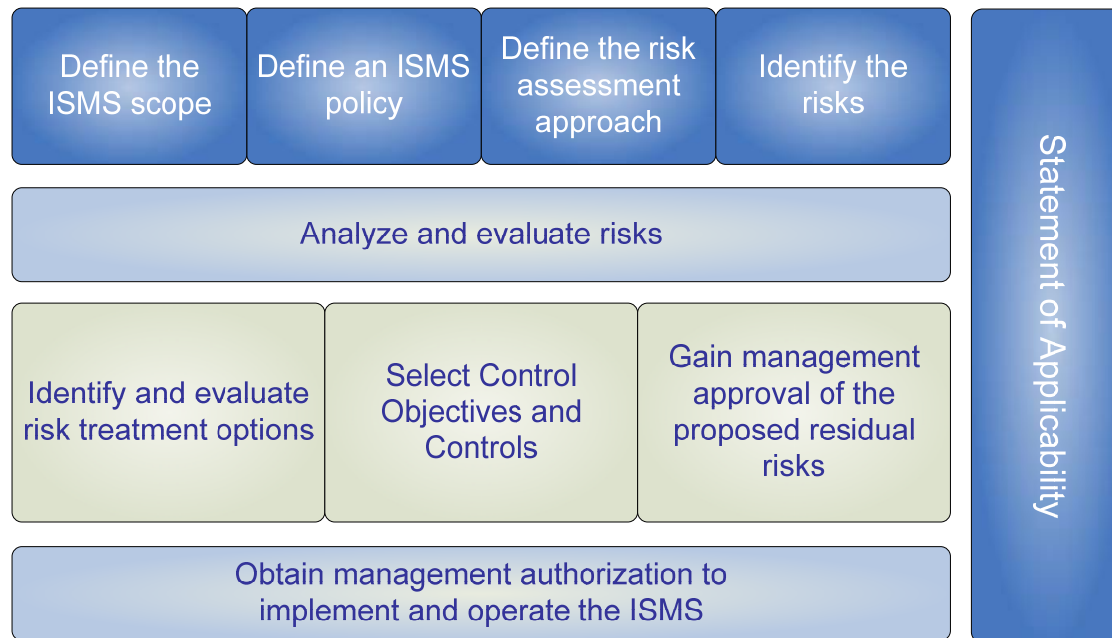 Define the
ISMS scope
Define an ISMS
policy
Define the risk
assessment
approach
Identify the
risks
Analyze and evaluate risks
Identify and evaluate
risk treatment options
Select Control
Objectives and
Controls
Gain management
approval of the
proposed residual
risks
Obtain management authorization to
implement and operate the ISMS
Statement of Applicability